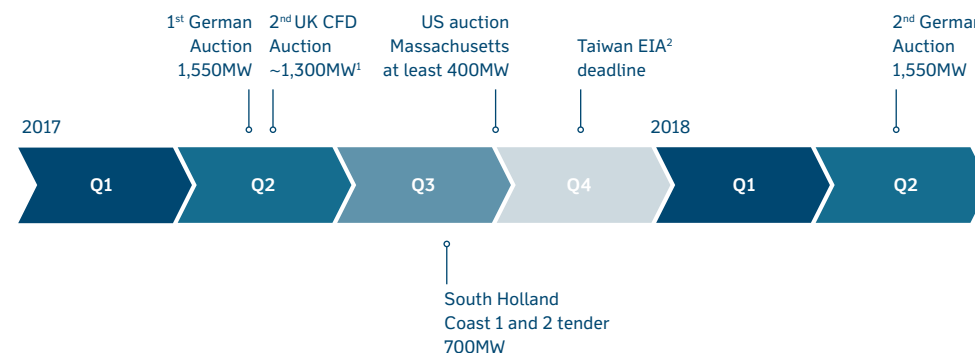 1st German
Auction
1,550MW
2nd UK CFD
Auction
~1,300MW1
US auction
Massachusetts
at least 400MW
Taiwan EIA2
deadline
2nd German
Auction
1,550MW
2017
2018
Q1
Q2
Q3
Q4
Q1
Q2
South Holland
Coast 1 and 2 tender
700MW